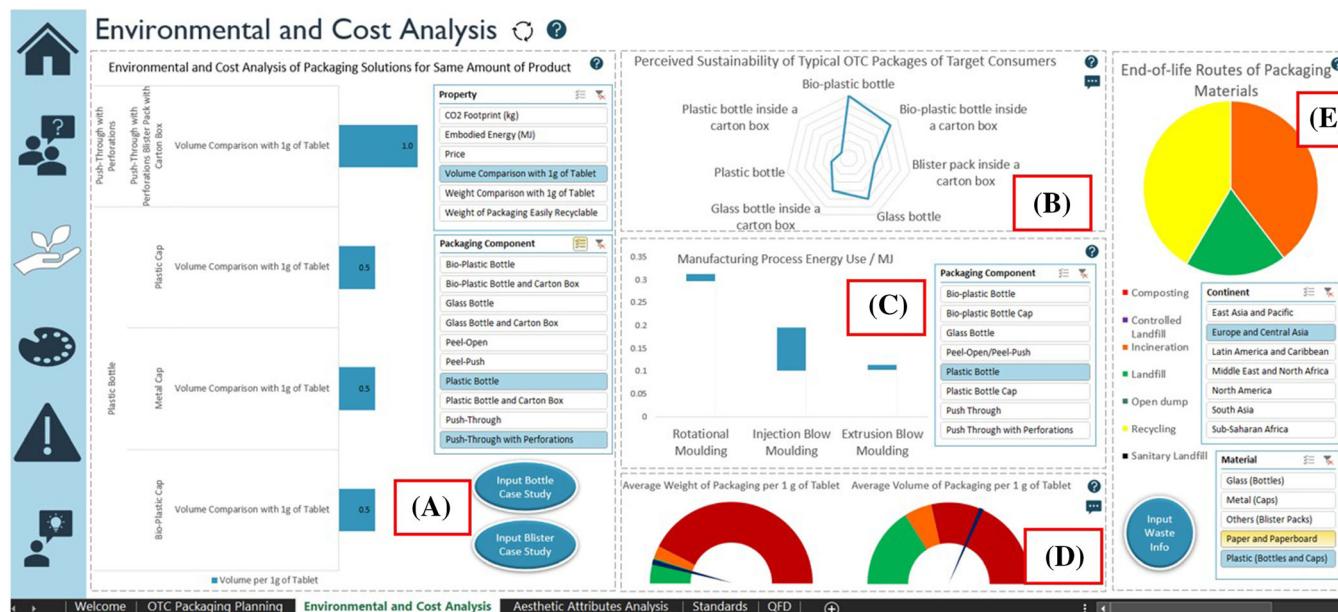 Environmental and Cost Analysis
Environmental and Cost Analysis of Packaging Solutions for Same Amount of Product
Push-Through with
Perforations
Push-Through with
Perforations Blister Pack with
Carton Box
Volume Comparison with 1g of Tablet
1.0
Plastic Bottle
Plastic Cap
Volume Comparison with 1g of Tablet
0.5
Metal Cap
Volume Comparison with 1g of Tablet
0.5
Bio-Plastic Cap
Volume Comparison with 1g of Tablet
0.5
Volume per 1g of Tablet
Property
CO2 Footprint (kg)
Embodied Energy (MJ)
Price
Volume Comparison with 1g of Tablet
Weight Comparison with 1g of Tablet
Weight of Packaging Easily Recyclable
Packaging Component
Bio-Plastic Bottle
Bio-Plastic Bottle and Carton Box
Glass Bottle
Glass Bottle and Carton Box
Peel-Open
Peel-Push
Plastic Bottle
Plastic Bottle and Carton Box
Push-Through
Push-Through with Perforations
(A)
Input Bottle
Case Study
Input Blister
Case Study
Perceived Sustainability of Typical OTC Packages of Target Consumers
Bio-plastic bottle
Bio-plastic bottle inside
a carton box
Blister pack inside a
carton box
Glass bottle
Glass bottle inside a
carton box
Plastic bottle
Plastic bottle inside a
carton box
(B)
Manufacturing Process Energy Use / MJ
0.35
0.3
0.25
0.2
0.15
0.1
0.05
0
Rotational
Moulding
Injection Blow
Moulding
Extrusion Blow
Moulding
(C)
Packaging Component
Bio-plastic Bottle
Bio-plastic Bottle Cap
Glass Bottle
Peel-Open/Peel-Push
Plastic Bottle
Plastic Bottle Cap
Push Through
Push Through with Perforations
Average Weight of Packaging per 1 g of Tablet
Average Volume of Packaging per 1 g of Tablet
(D)
End-of-life Routes of Packaging
Materials
(E
Composting
Controlled
Landfill
Incineration
Landfill
Open dump
Recycling
Sanitary Landfill
Continent
East Asia and Pacific
Europe and Central Asia
Latin America and Caribbean
Middle East and North Africa
North America
South Asia
Sub-Saharan Africa
Material
Glass (Bottles)
Metal (Caps)
Others (Blister Packs)
Paper and Paperboard
Plastic (Bottles and Caps)
Input
Waste
Info
Welcome
OTC Packaging Planning
Environmental and Cost Analysis
Aesthetic Attributes Analysis
Standards
QFD